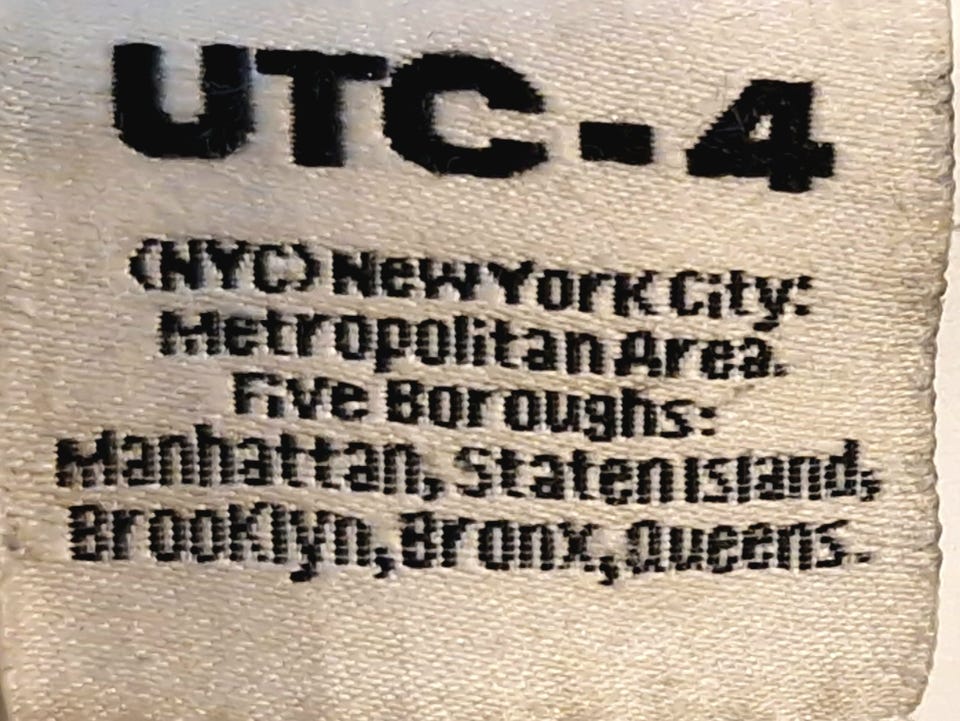 UTC-4
(NYC) New York City:
Metropolitan Area.
Five Boroughs:
Manhattan, Staten Island,
Brooklyn, Bronx, Queens.